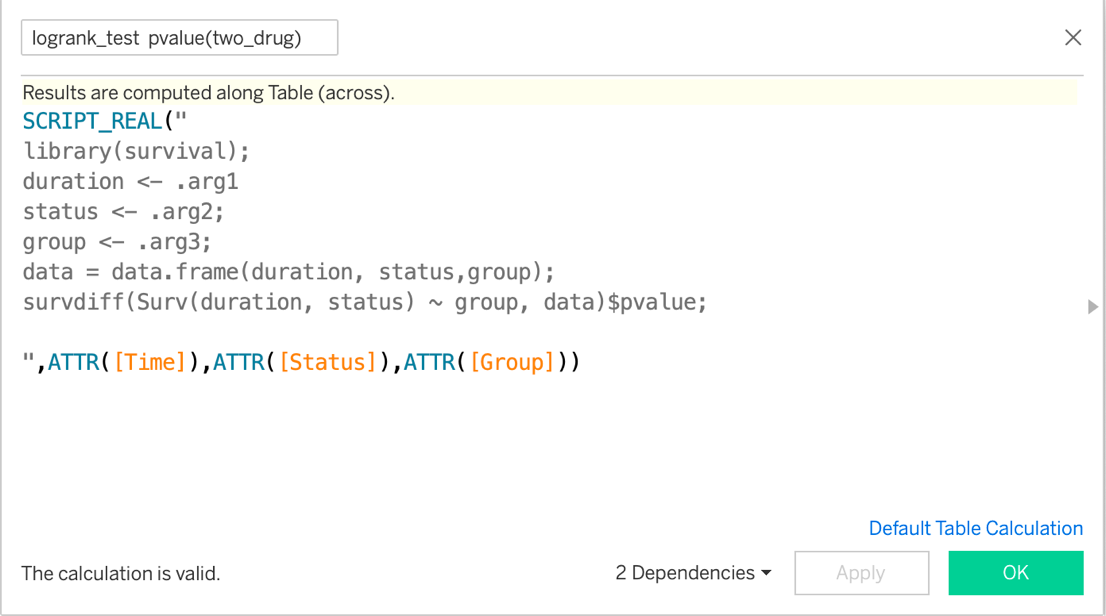 logrank_test pvalue(two_drug)
Results are computed along Table (across).
SCRIPT_REAL("
library(survival);
duration <- .arg1
status <- .arg2;
group <- .arg3;
data = data.frame(duration, status,group);
survdiff(Surv(duration, status) ~ group, data)$pvalue;
",ATTR([Time]),ATTR([Status]),ATTR([Group]))
Default Table Calculation
The calculation is valid.
2 Dependencies
Apply
OK